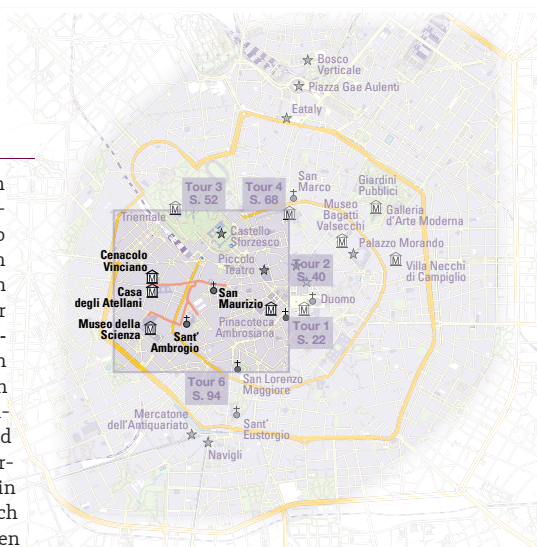 Bosco
Verticale
Piazza Gae Aulenti
Eataly
Tour 3
S. 52
Tour 4
S. 68
San
Marco
Giardini
Pubblici
Triennale
Museo
Bagatti
Valsecchi
Galleria
d'Arte Moderna
Castello
Sforzesco
Palazzo Morando
Cenacolo
Vinciano
Piccolo
Teatro
Tour 2
S. 40
Villa Necchi
di Campiglio
Casa
degli Atellani
San
Maurizio
Duomo
Museo della
Scienza
Pinacoteca
Ambrosiana
Tour 1
S. 22
Sant'
Ambrogio
Tour 6
S. 94
San Lorenzo
Maggiore
Mercatone
dell'Antiquariato
Sant'
Eustorgio
Navigli
in
ch
en